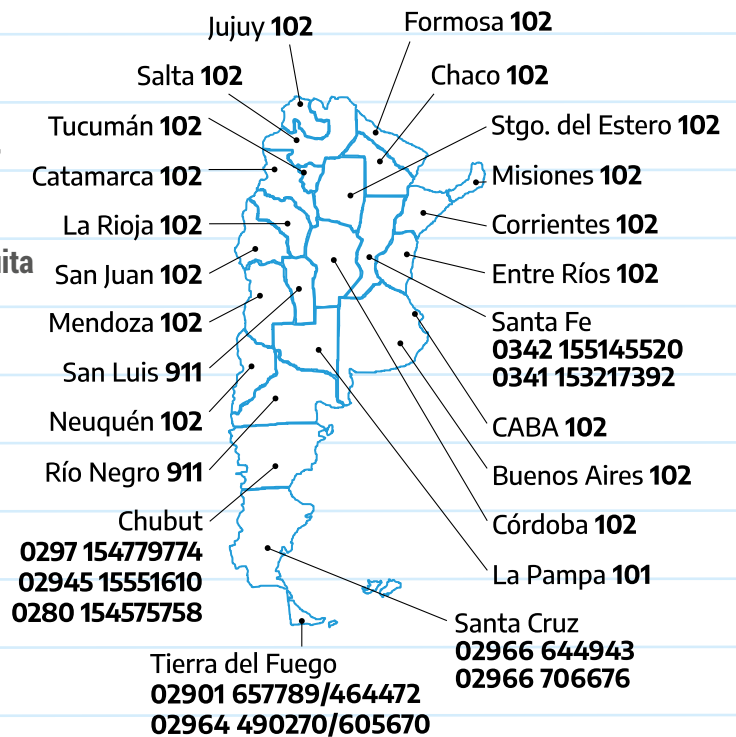 Jujuy 102
Formosa 102
Salta 102
Chaco 102
Tucumán 102
Stgo. del Estero 102
Catamarca 102
Misiones 102
La Rioja 102
Corrientes 102
San Juan 102
Entre Ríos 102
Mendoza 102
Santa Fe
0342 155145520
0341 153217392
San Luis 911
Neuquén 102
CABA 102
Río Negro 911
Buenos Aires 102
Chubut
0297 154779774
02945 15551610
0280 154575758
Córdoba 102
La Pampa 101
Santa Cruz
02966 644943
02966 706676
Tierra del Fuego
02901 657789/464472
02964 490270/605670